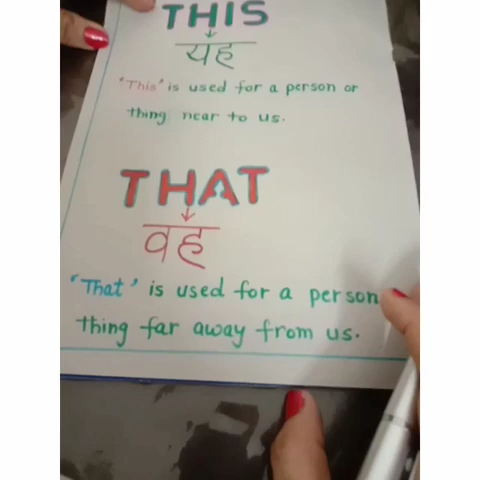 THIS
यह
"This" is used for a person or
thing near to us.
THAT
वह
'That' is used for a person
thing far away from us.